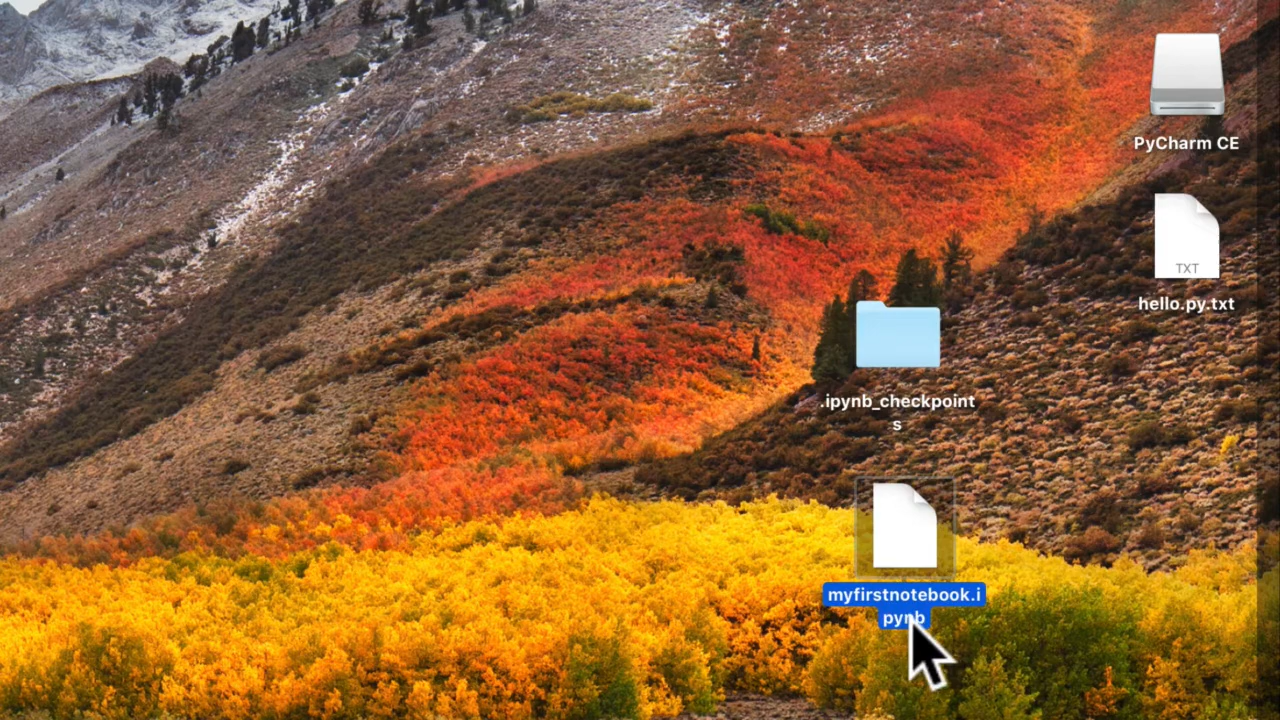 PyCharm CE
TXT
hello.py.txt
.ipynb_checkpoint
s
myfirstnotebook.i
pynb